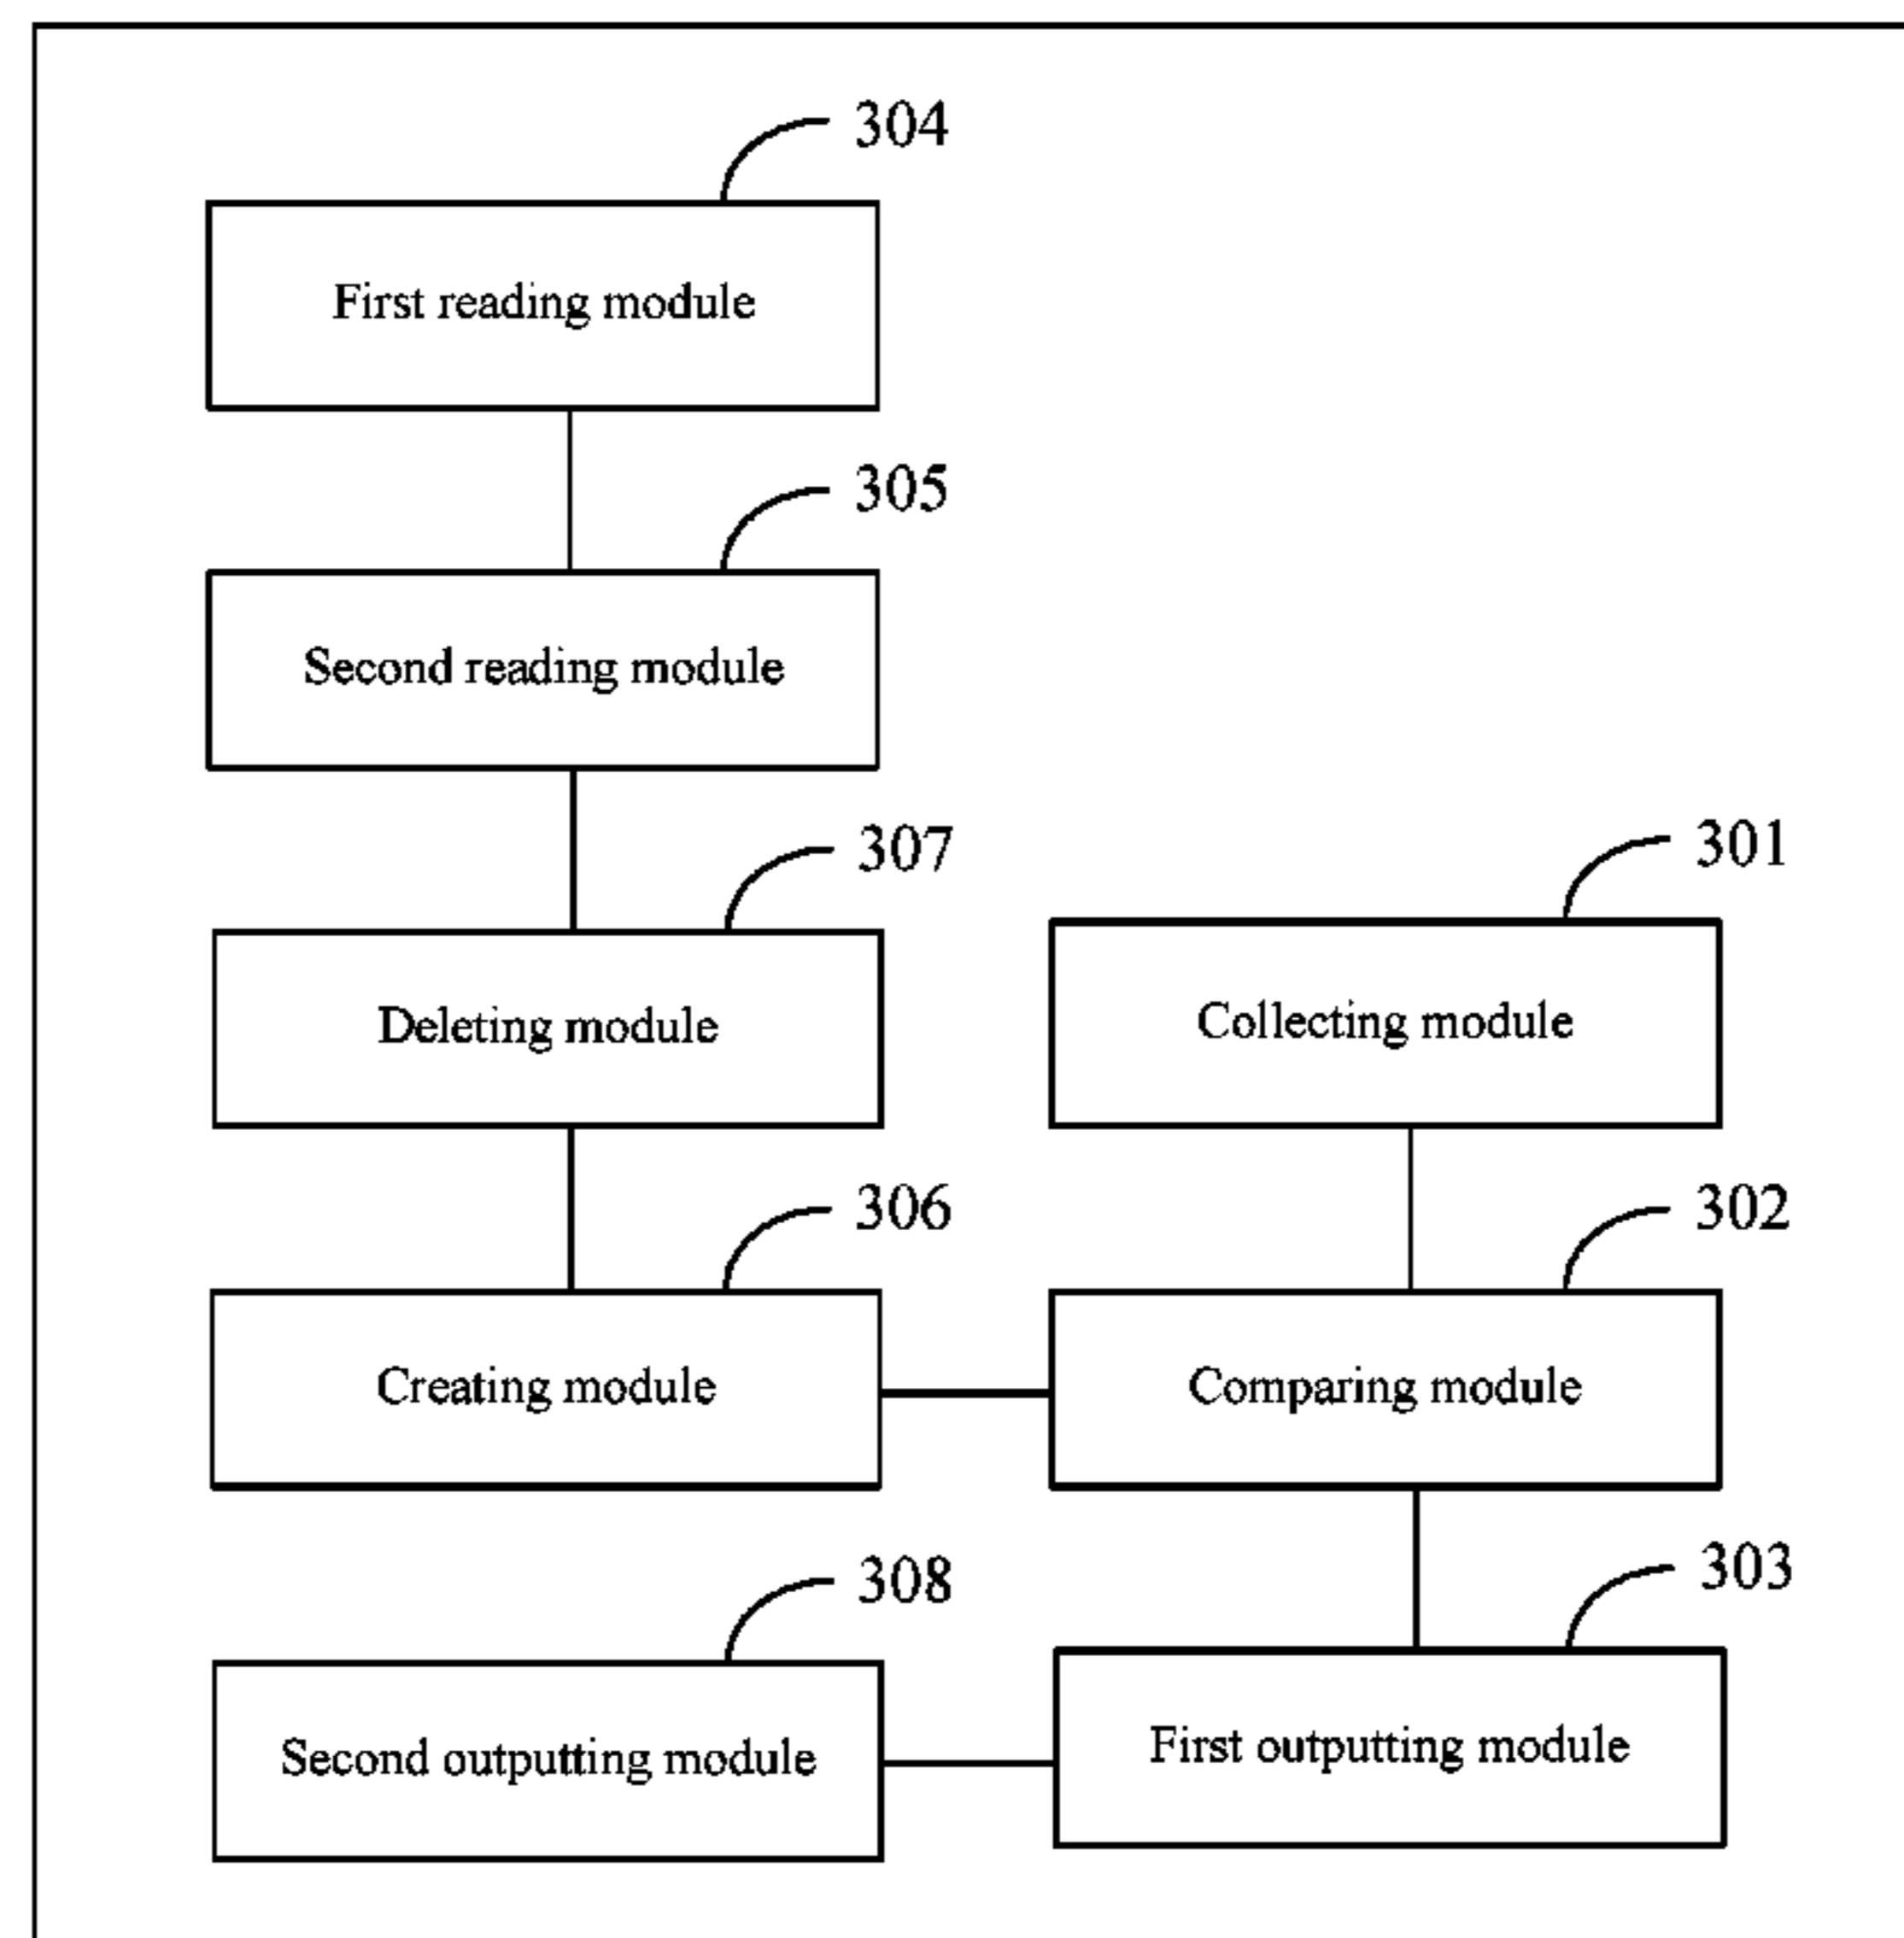 304
First reading module
305
Second reading module
307
Deleting module
301
Collecting module
306
Creating module
302
Comparing module
308
Second outputting module
303
First outputting module